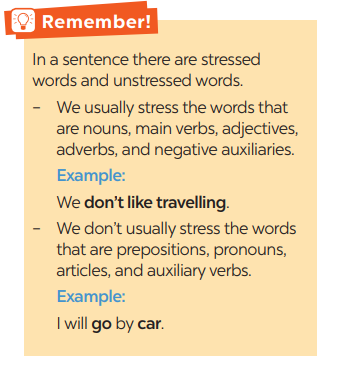 Remember!
In a sentence there are stressed
words and unstressed words.
– We usually stress the words that
are nouns, main verbs, adjectives,
adverbs, and negative auxiliaries.
Example:
We don't like travelling.
– We don't usually stress the words
that are prepositions, pronouns,
articles, and auxiliary verbs.
Example:
I will go by car.